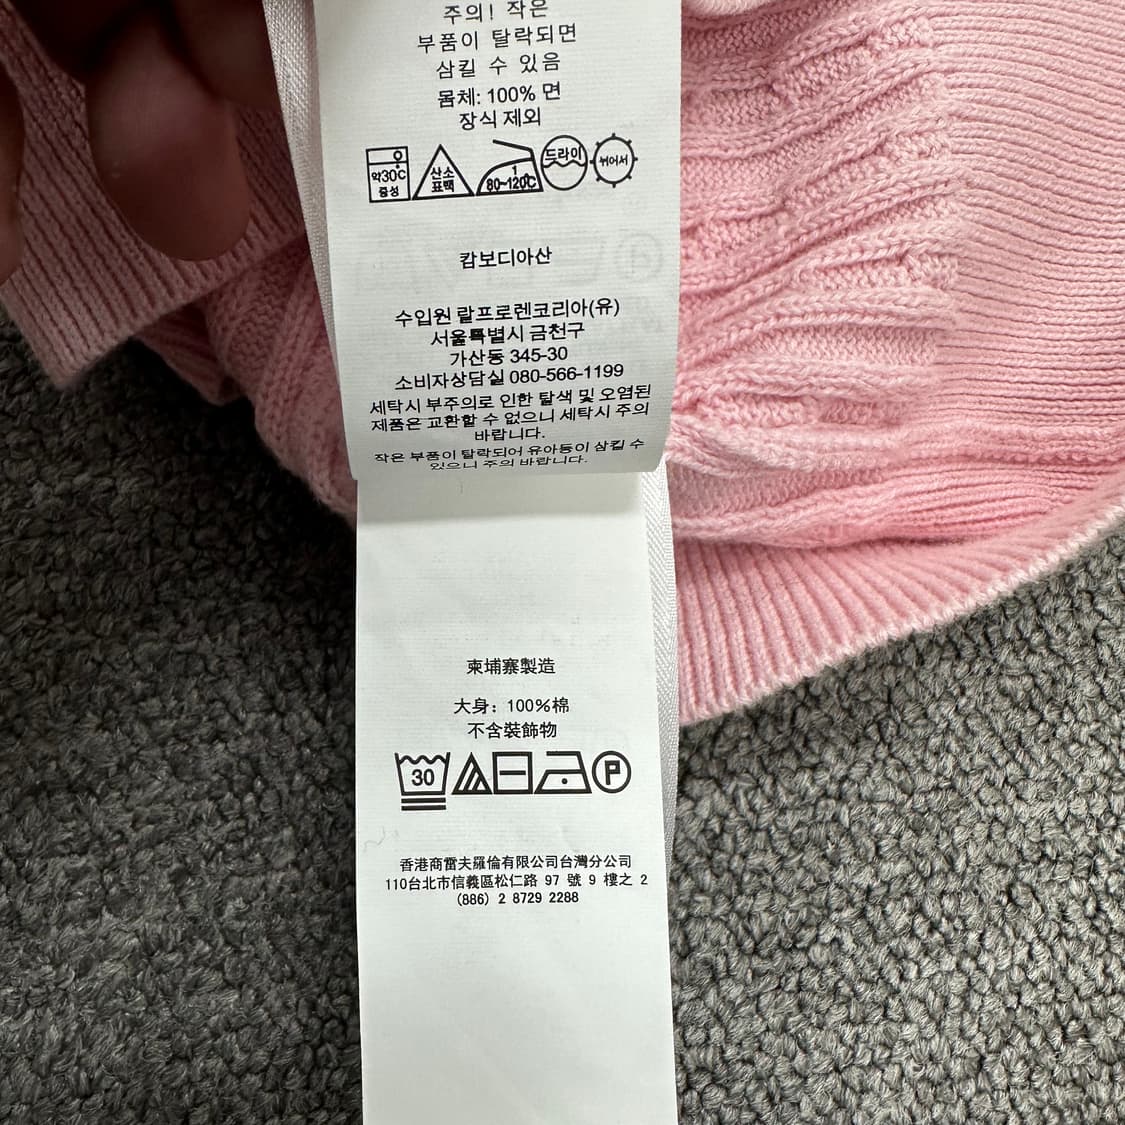 주의! 작은
부품이 탈락되면
삼킬 수 있음
몸체: 100% 면
장식 제외
약30℃
중성
산소
표백
1
80~120℃
드라이
뉘어서
캄보디아산
수입원 랄프로렌코리아(유)
서울특별시 금천구
가산동 345-30
소비자상담실 080-566-1199
세탁시 부주의로 인한 탈색 및 오염된
제품은 교환할 수 없으니 세탁시 주의
바랍니다.
작은 부품이 탈락되어 유아등이 삼킬 수
있으니 주의 바랍니다.
柬埔寨製造
大身：100%棉
不含裝飾物
30
P
香港商雷夫羅倫有限公司台灣分公司
110台北市信義區松仁路 97 號 9 樓之 2
(886) 2 8729 2288